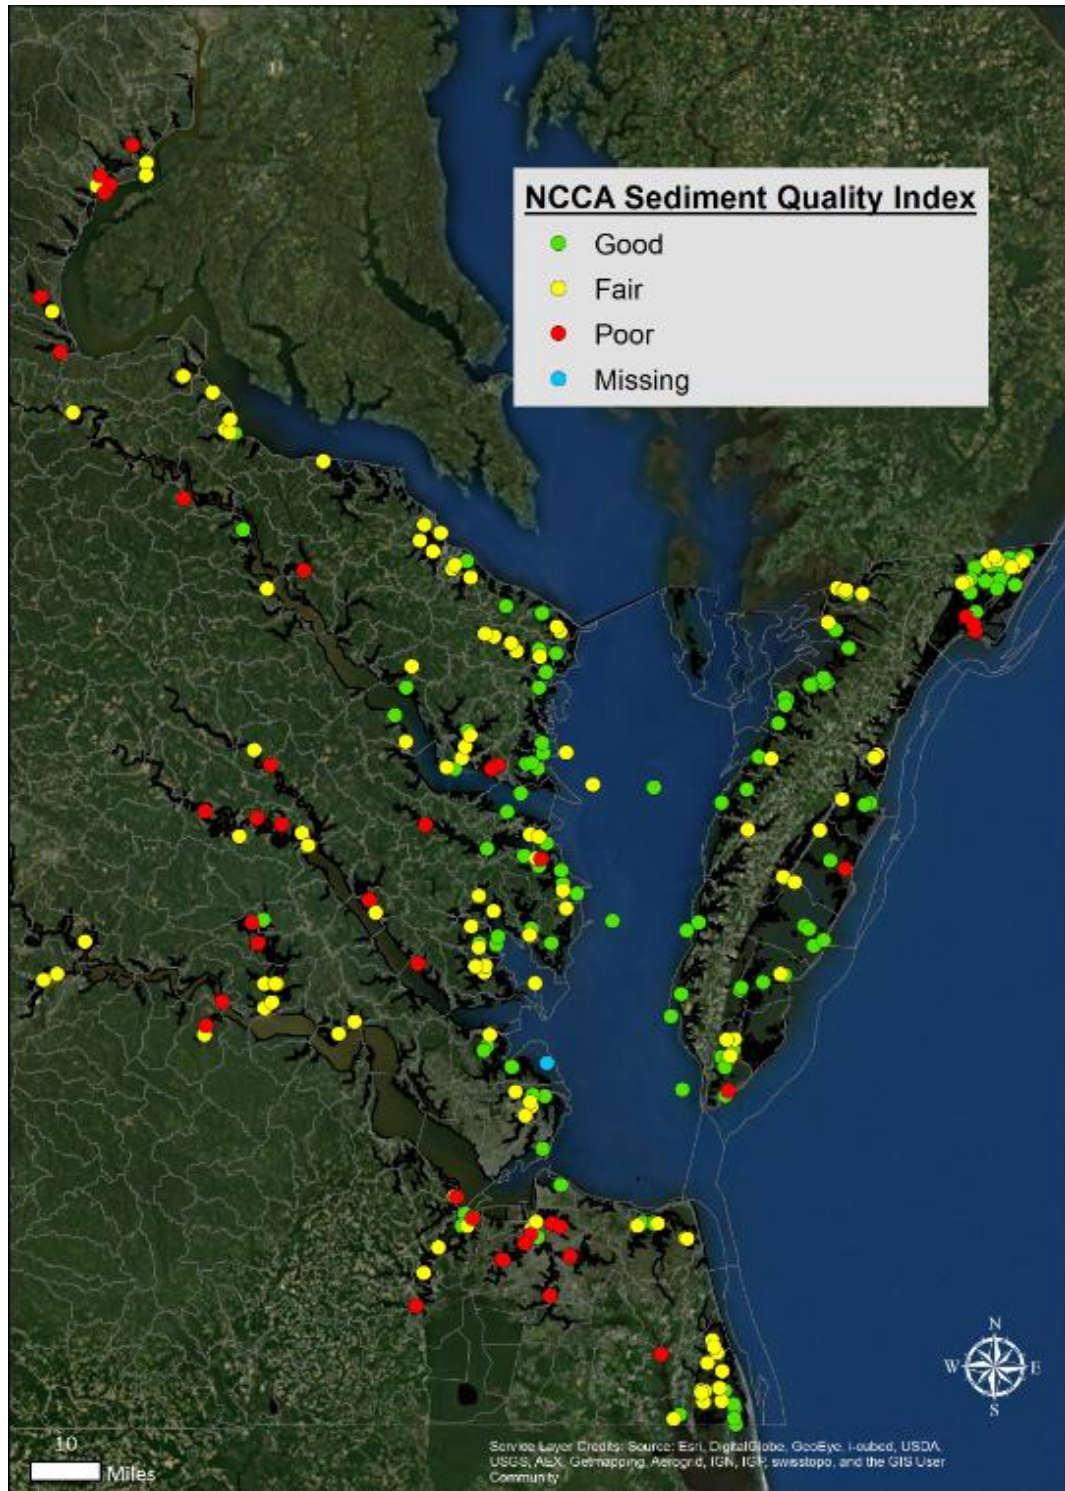 NCCA Sediment Quality Index
Good
Fair
Poor
Missing
N
W E
S
10
Miles
Service Layer Credits: Source: Esri, DigitalGlobe, GeoEye, i-cubed, USDA,
USGS, AEX, Getmapping, Aerogrid, IGN, IGP, swisstopo, and the GIS User
Community